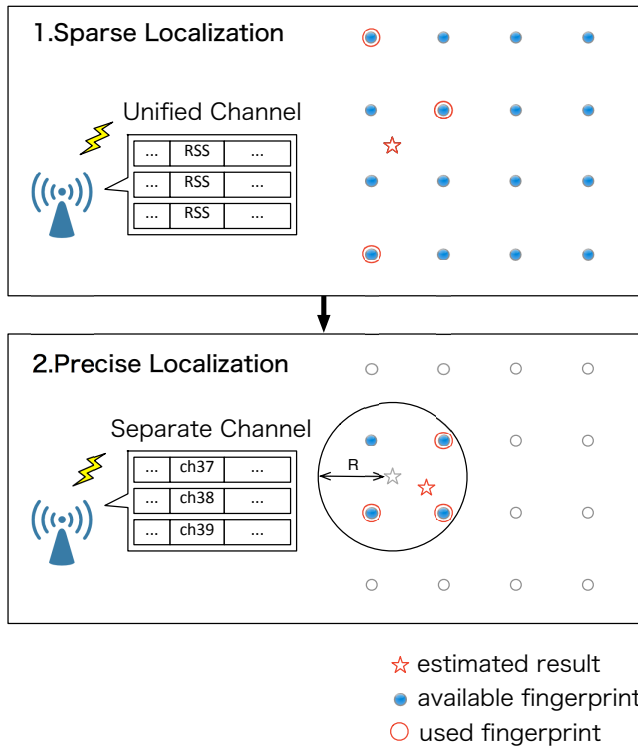 1.Sparse Localization
Unified Channel
... RSS ...
... RSS ...
... RSS ...
2.Precise Localization
Separate Channel
... ch37 ...
... ch38 ...
... ch39 ...
R
estimated result
available fingerprint
used fingerprint